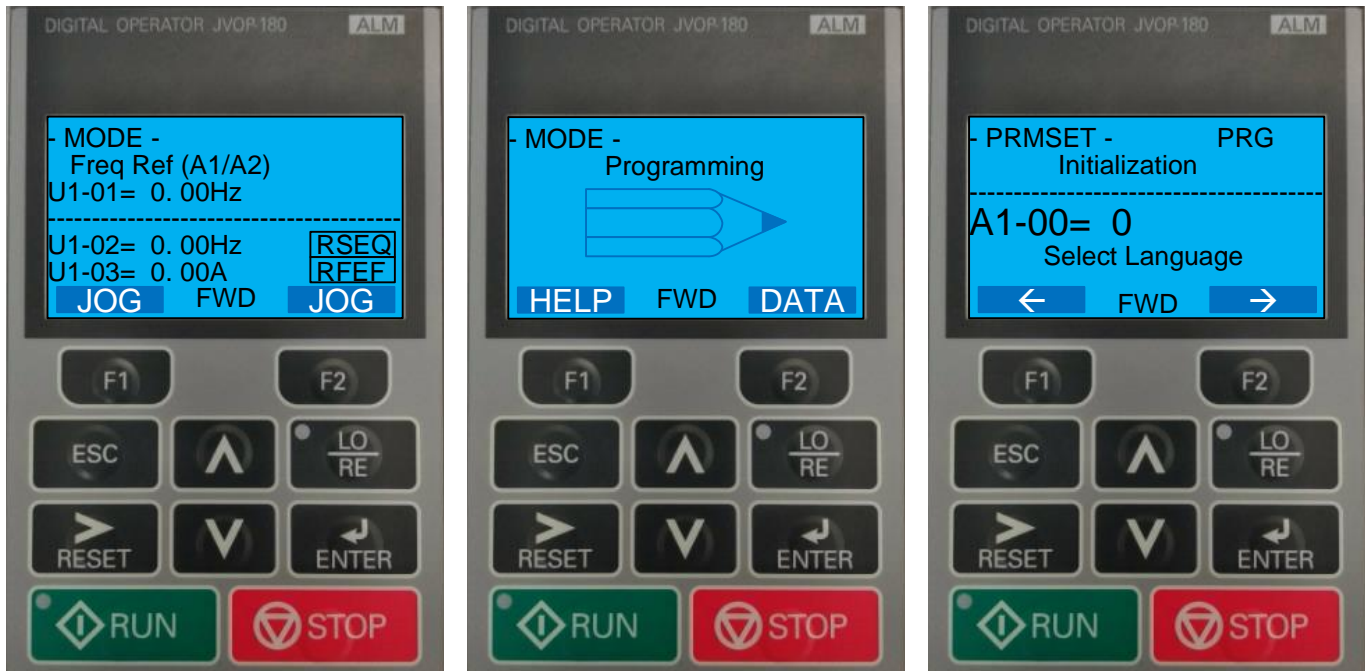 DIGITAL OPERATOR JVOP-180 ALM
- MODE -
Freq Ref (A1/A2)
U1-01= 0. 00Hz
U1-02= 0. 00Hz RSEQ
U1-03= 0. 00A RFEF
JOG FWD JOG
F1 F2
ESC LO
RE
RESET ENTER
RUN STOP
DIGITAL OPERATOR JVOP-180 ALM
- MODE -
Programming
HELP FWD DATA
F1 F2
ESC LO
RE
RESET ENTER
RUN STOP
DIGITAL OPERATOR JVOP-180 ALM
- PRMSET - PRG
Initialization
A1-00= 0
Select Language
← FWD →
F1 F2
ESC LO
RE
RESET ENTER
RUN STOP